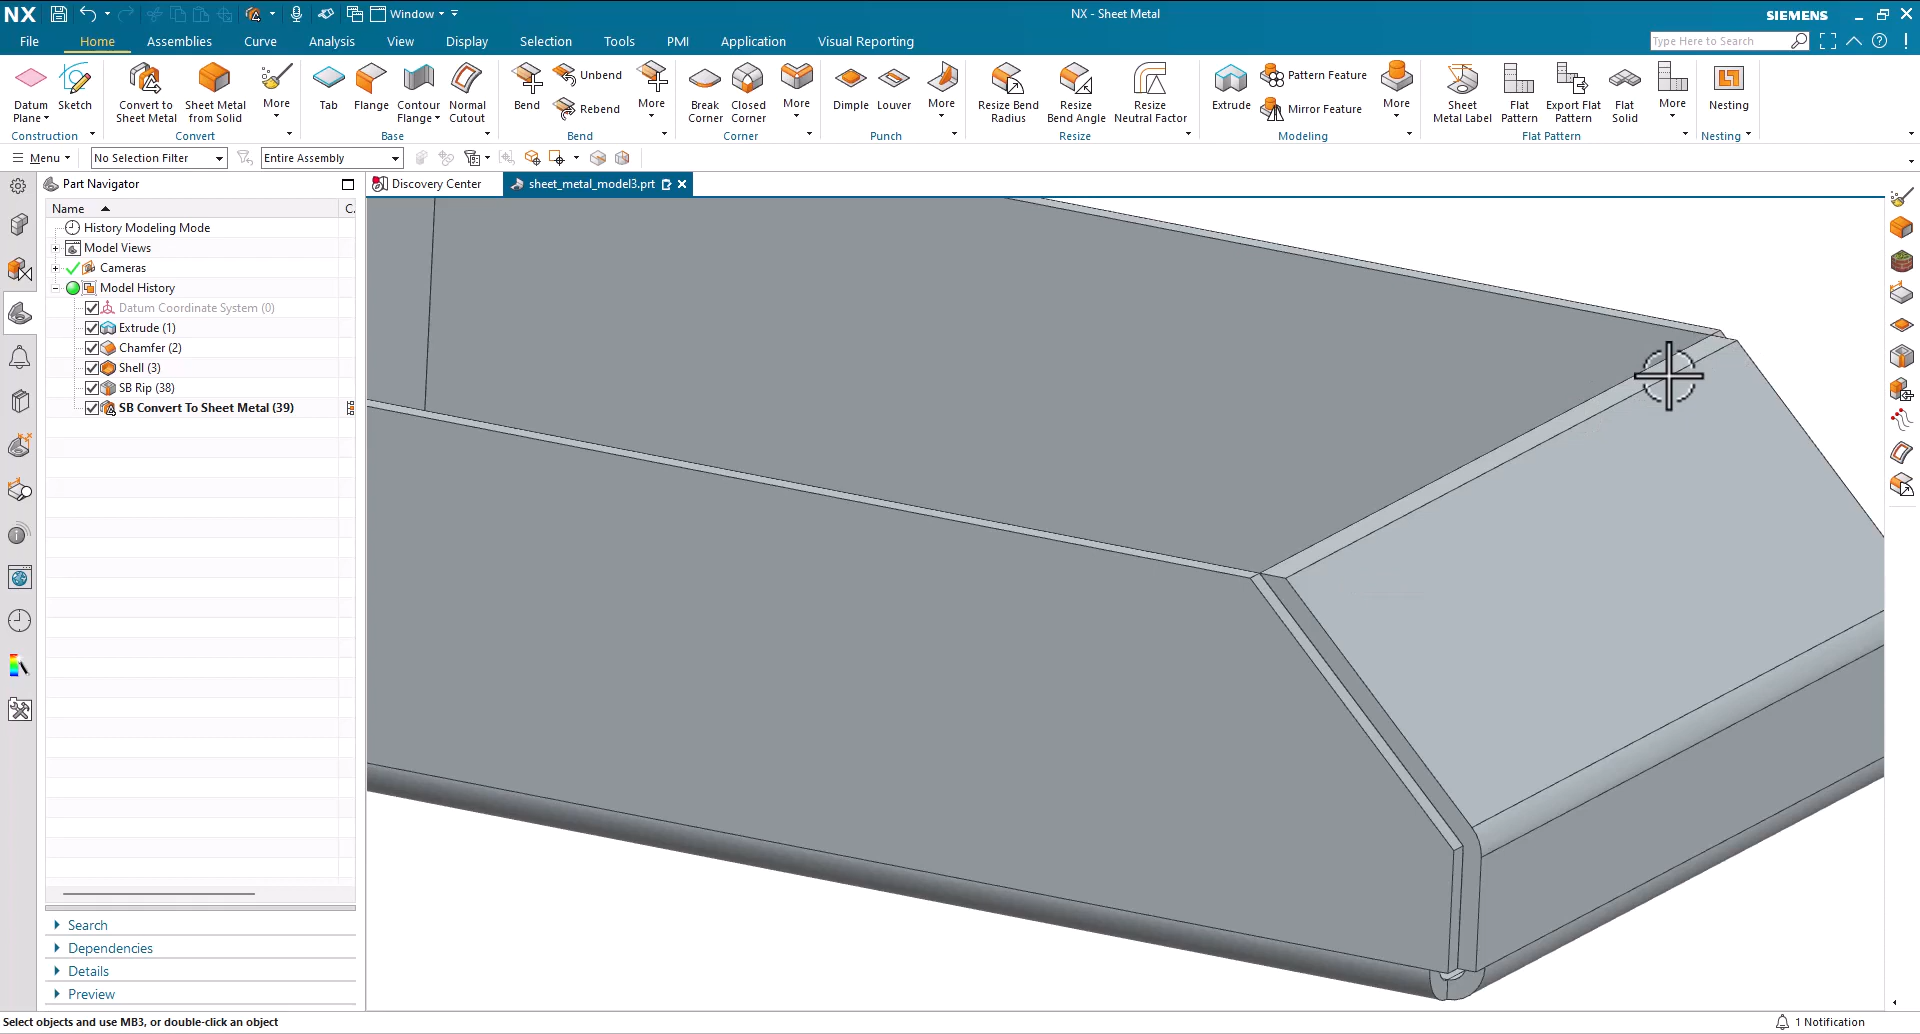 NX
Window
NX - Sheet Metal
SIEMENS
File
Home
Assemblies
Curve
Analysis
View
Display
Selection
Tools
PMI
Application
Visual Reporting
Type Here to Search
Datum
Plane
Sketch
Construction
Convert to
Sheet Metal
Sheet Metal
from Solid
More
Convert
Tab
Flange
Contour
Flange
Normal
Cutout
Base
Bend
Unbend
Rebend
More
Bend
Break
Corner
Closed
Corner
More
Corner
Dimple
Louver
More
Punch
Resize Bend
Radius
Resize
Bend Angle
Resize
Neutral Factor
Resize
Extrude
Pattern Feature
Mirror Feature
More
Modeling
Sheet
Metal Label
Flat
Pattern
Export Flat
Pattern
Flat
Solid
More
Flat Pattern
Nesting
Nesting
Menu
No Selection Filter
Entire Assembly
Part Navigator
Discovery Center
sheet_metal_model3.prt
Name
C.
History Modeling Mode
Model Views
Cameras
Model History
Datum Coordinate System (0)
Extrude (1)
Chamfer (2)
Shell (3)
SB Rip (38)
SB Convert To Sheet Metal (39)
Search
Dependencies
Details
Preview
Select objects and use MB3, or double-click an object
1 Notification